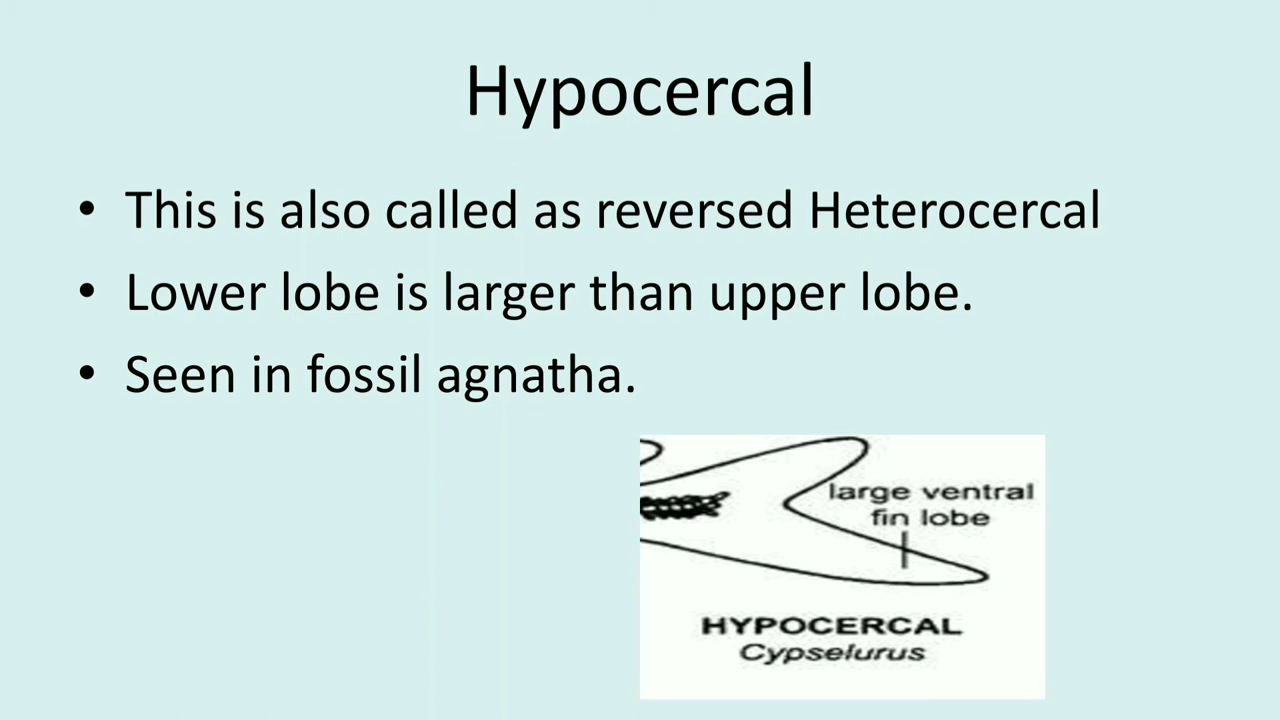 Hypocercal
• This is also called as reversed Heterocercal
• Lower lobe is larger than upper lobe.
• Seen in fossil agnatha.
large ventral
fin lobe
HYPOCERCAL
Cypselurus